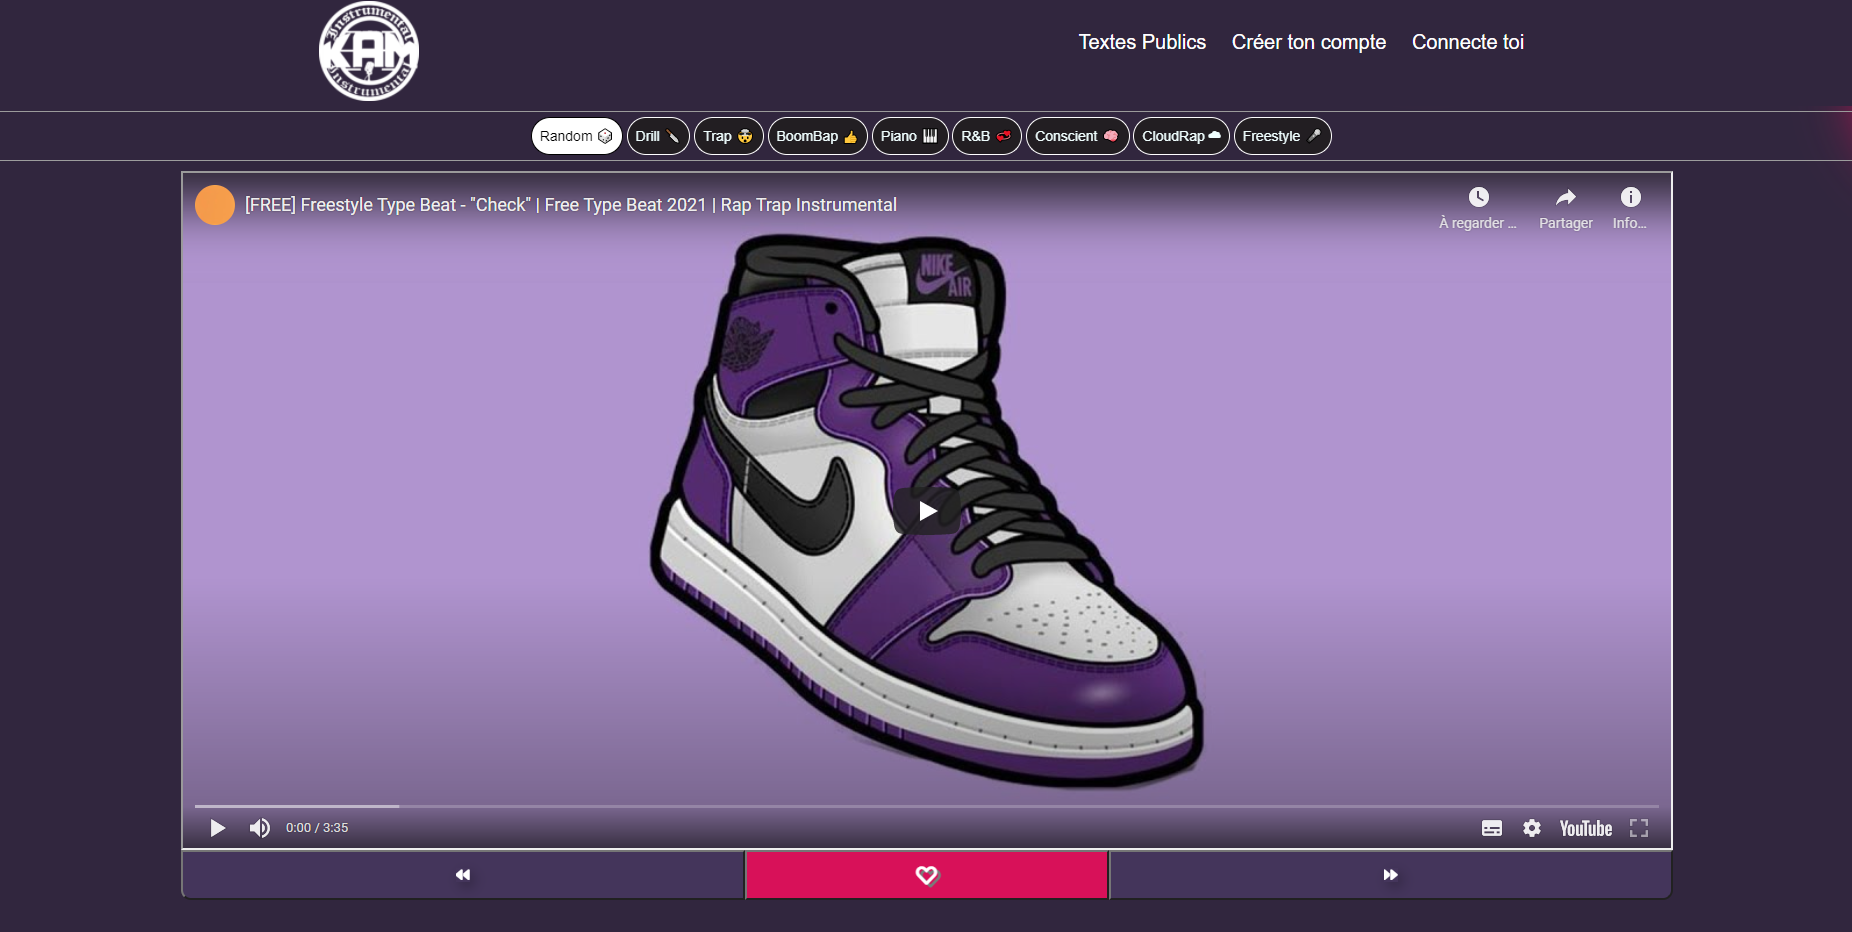 Instrumental
KAM
Instrumental
Textes Publics Créer ton compte Connecte toi
Random Drill Trap BoomBap Piano R&B Conscient CloudRap Freestyle
[FREE] Freestyle Type Beat - "Check" | Free Type Beat 2021 | Rap Trap Instrumental
À regarder ... Partager Info...
NIKE
AIR
0:00 / 3:35
YouTube